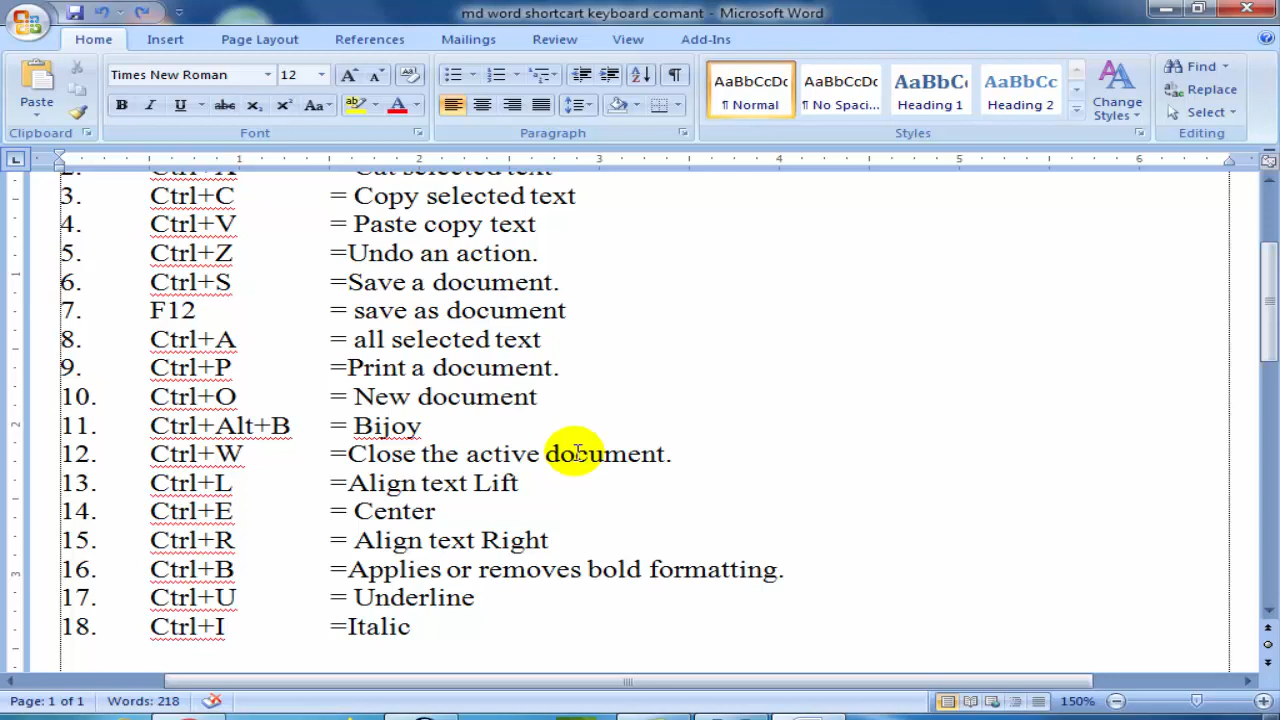 md word shortcart keyboard comant - Microsoft Word
Home Insert Page Layout References Mailings Review View Add-Ins
Times New Roman 12
Paste
AaBbCcDc AaBbCcDc AaBbC AaBbCc
¶ Normal ¶ No Spaci... Heading 1 Heading 2
Change Styles
Find
Replace
Select
Clipboard Font Paragraph Styles Editing
1 2 3 5 6
3. Ctrl+C = Copy selected text
4. Ctrl+V = Paste copy text
5. Ctrl+Z =Undo an action.
6. Ctrl+S =Save a document.
7. F12 = save as document
8. Ctrl+A = all selected text
9. Ctrl+P =Print a document.
10. Ctrl+O = New document
11. Ctrl+Alt+B = Bijoy
12. Ctrl+W =Close the active document.
13. Ctrl+L =Align text Lift
14. Ctrl+E = Center
15. Ctrl+R = Align text Right
16. Ctrl+B =Applies or removes bold formatting.
17. Ctrl+U = Underline
18. Ctrl+I =Italic
Page: 1 of 1 Words: 218 150%